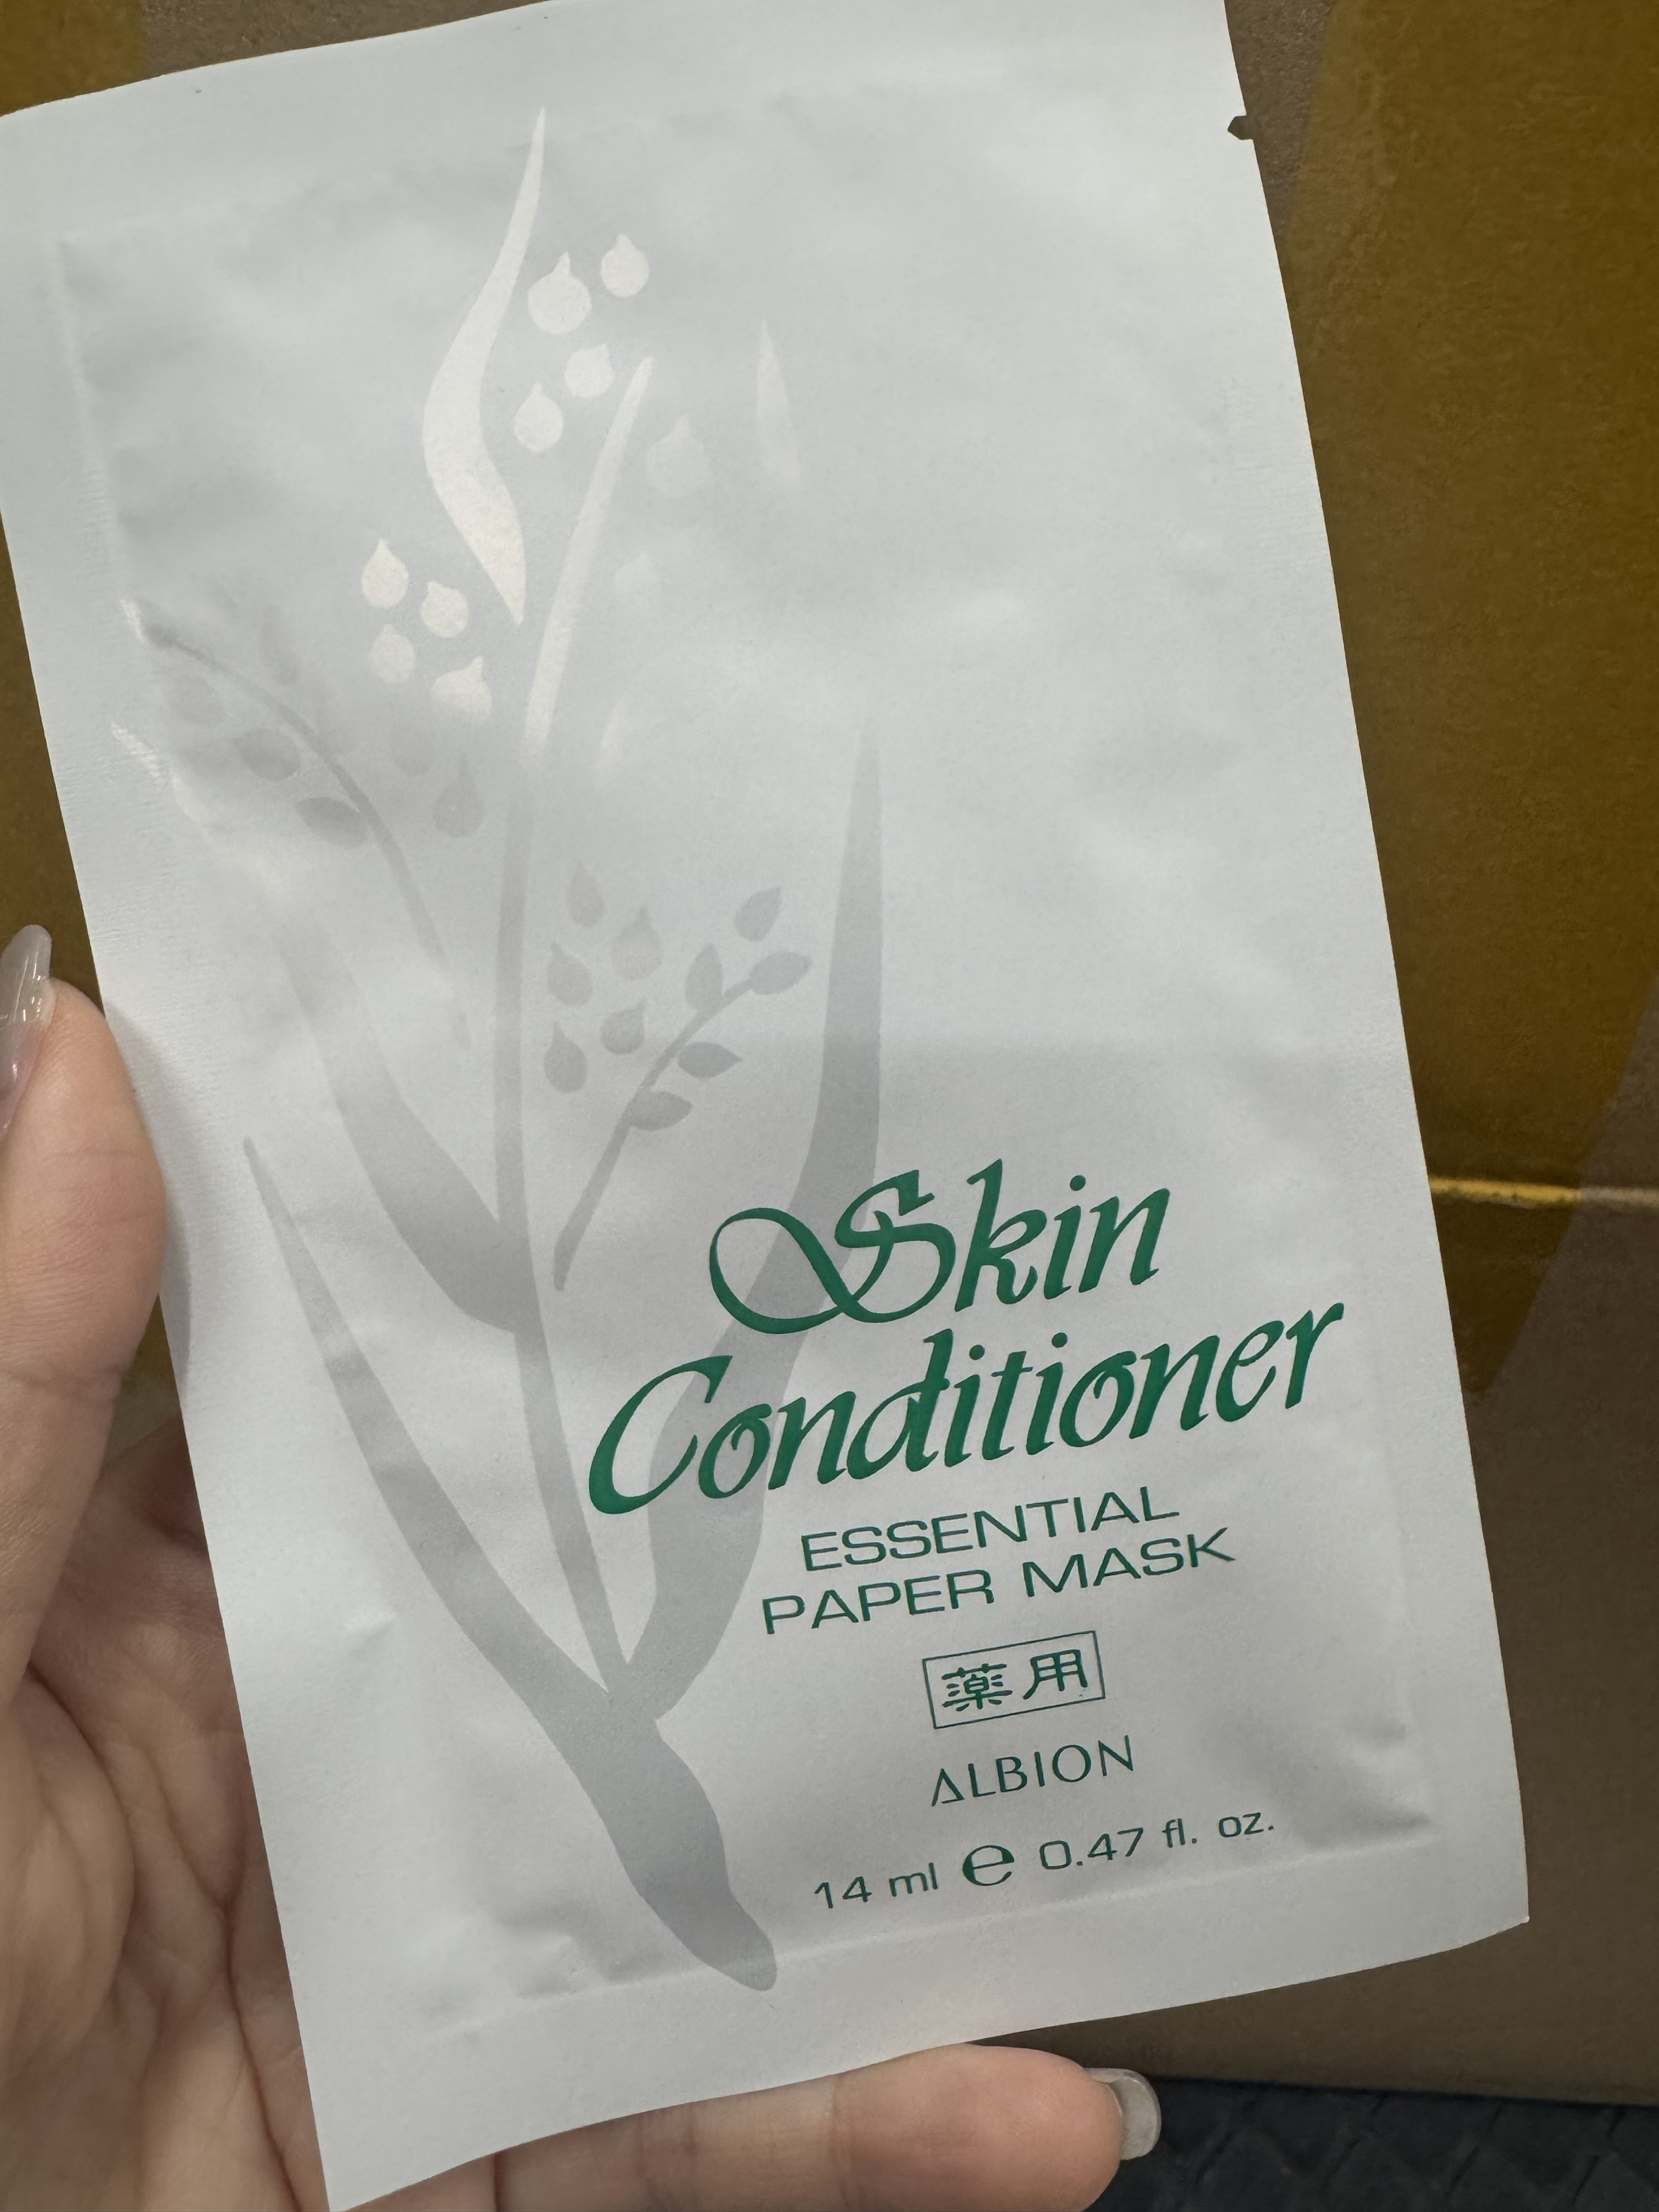 Skin
Conditioner
ESSENTIAL
PAPER MASK
薬用
ALBION
14 ml ℮ 0.47 fl. oz.